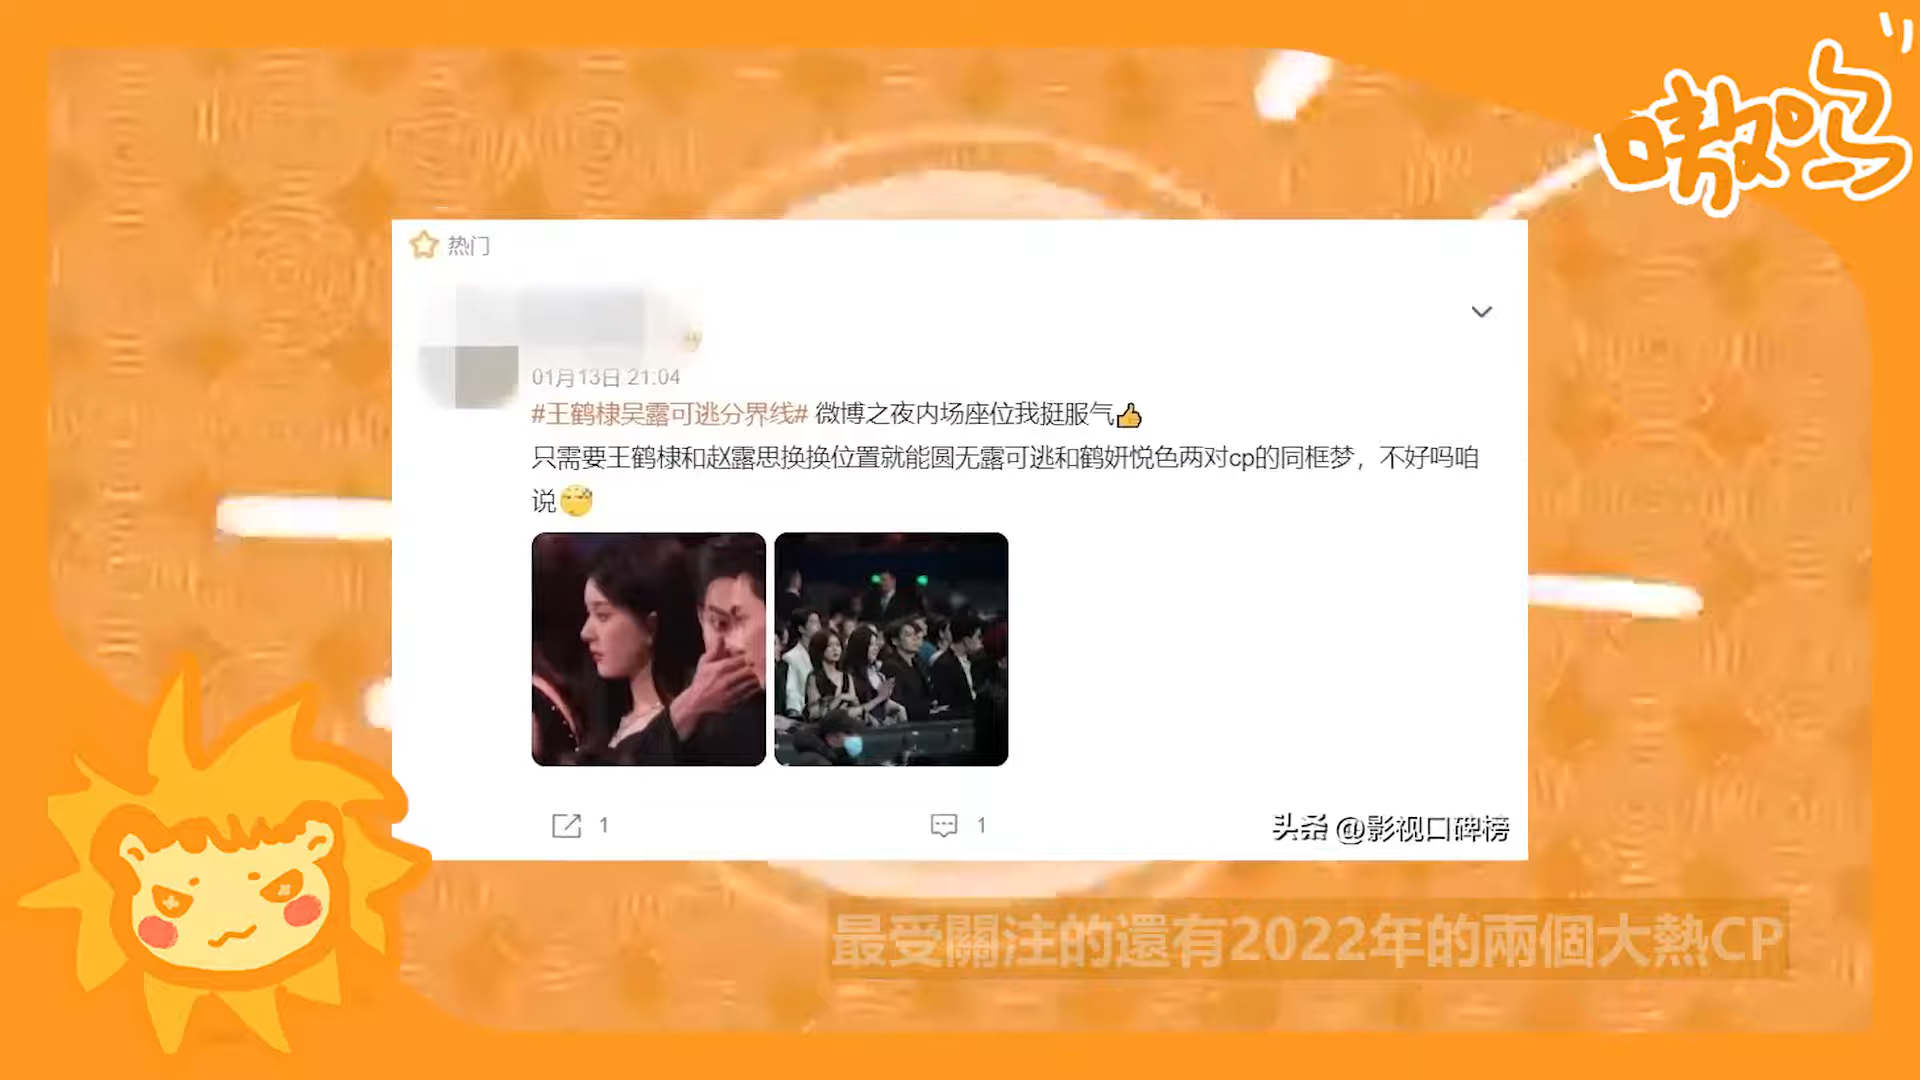 嗷呜
热门
01月13日 21:04
#王鹤棣吴露可逃分界线# 微博之夜内场座位我挺服气
只需要王鹤棣和赵露思换换位置就能圆无露可逃和鹤妍悦色两对cp的同框梦，不好吗咱
说
1
1
头条 @影视口碑榜
最受關注的還有2022年的兩個大熱CP